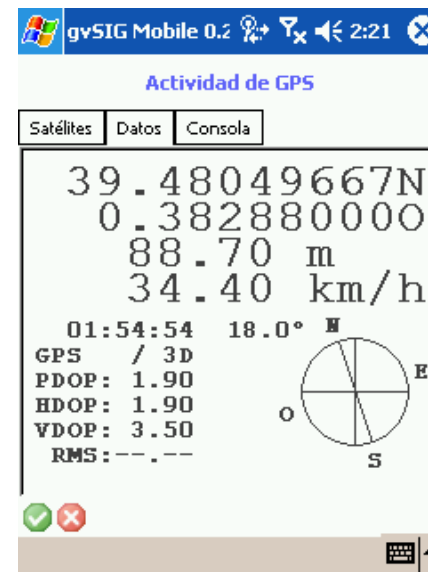 gvSIG Mobile 0.2 2:21
Actividad de GPS
Satélites Datos Consola
39.48049667N
0.38288000O
88.70 m
34.40 km/h
01:54:54 18.0° N
GPS / 3D
PDOP: 1.90 E
HDOP: 1.90 O
VDOP: 3.50
RMS:--.-- S